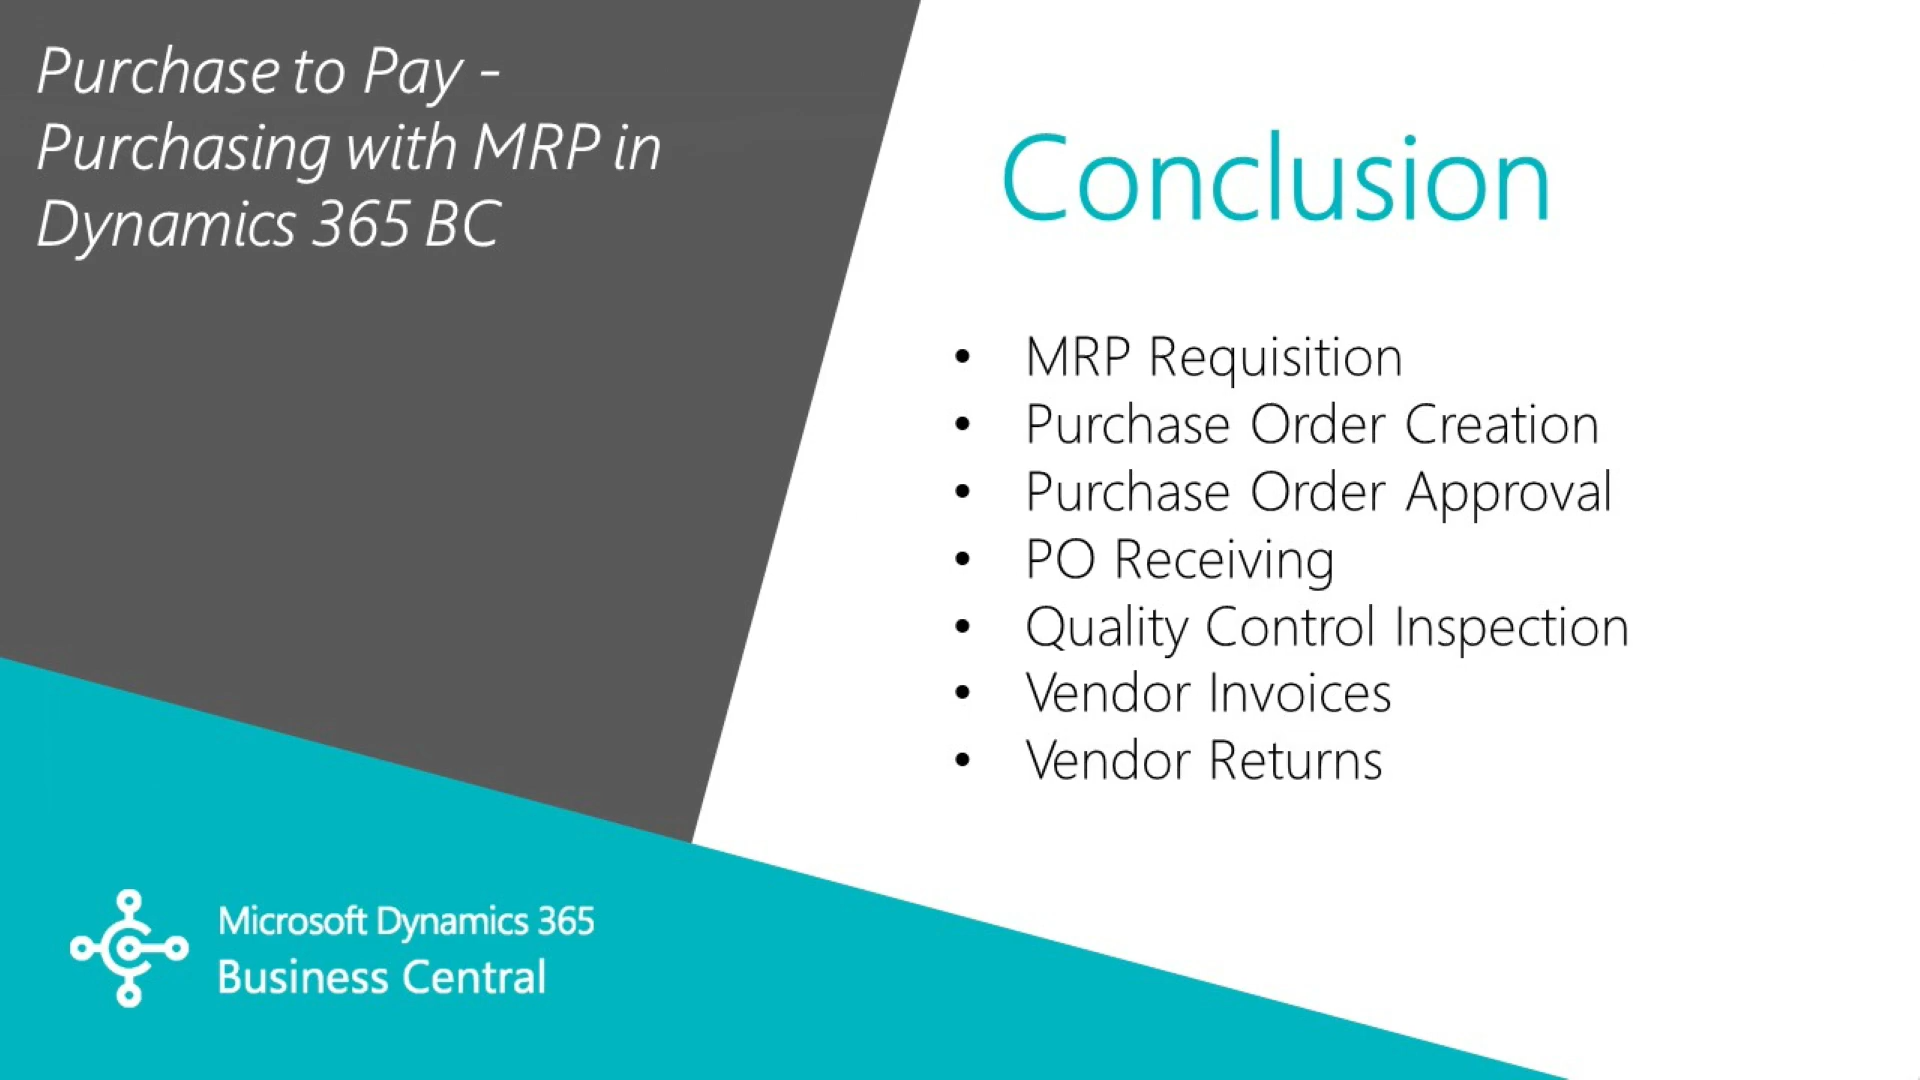 Purchase to Pay -
Purchasing with MRP in
Dynamics 365 BC
Conclusion
• MRP Requisition
• Purchase Order Creation
• Purchase Order Approval
• PO Receiving
• Quality Control Inspection
• Vendor Invoices
• Vendor Returns
Microsoft Dynamics 365
Business Central